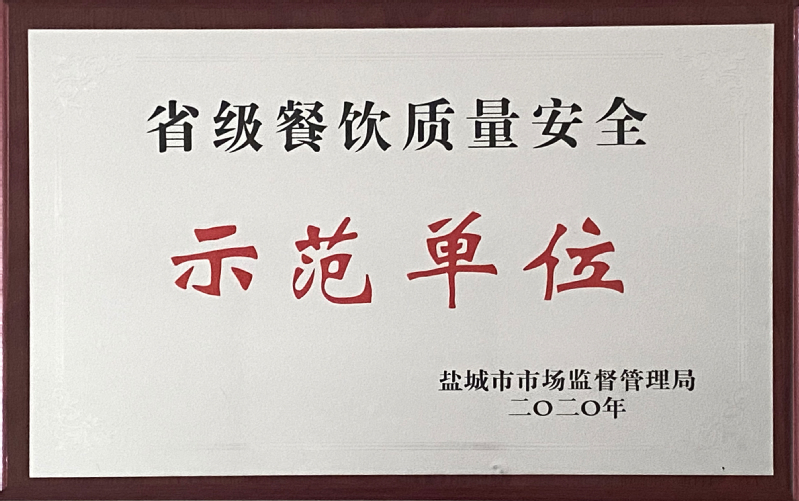 省级餐饮质量安全
示范单位
盐城市市场监督管理局
二〇二〇年